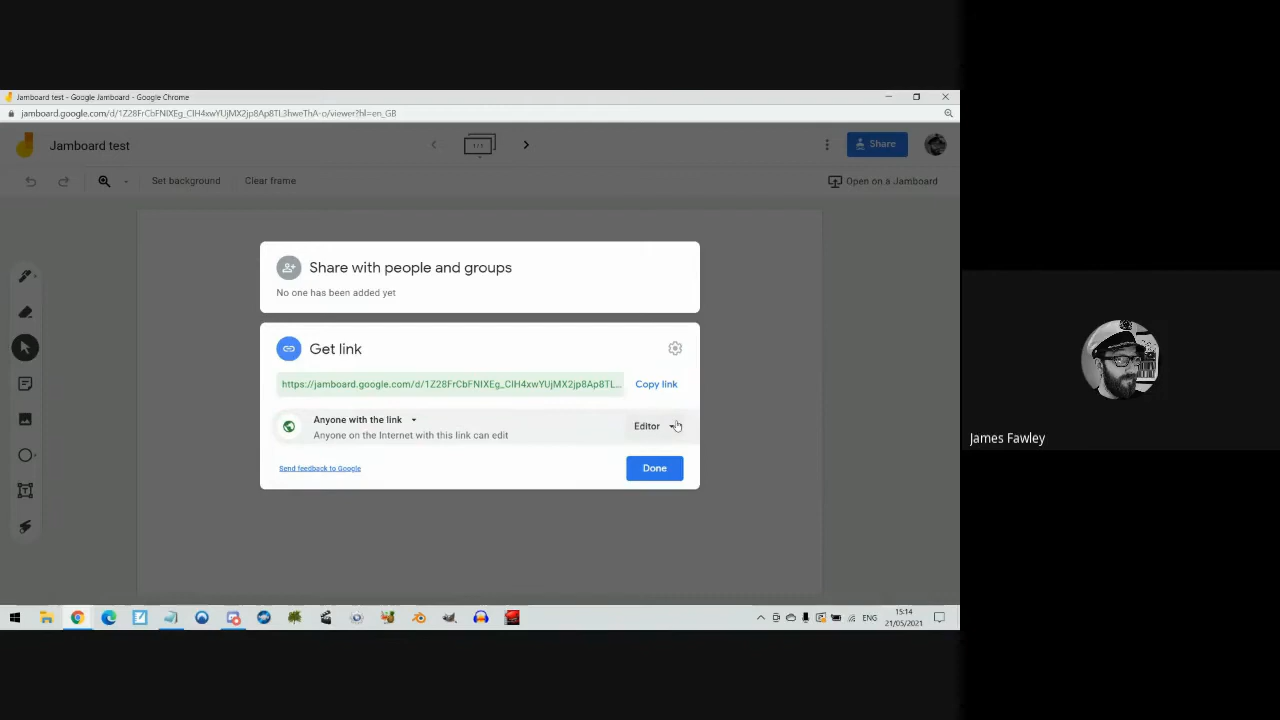 Jamboard test - Google Jamboard - Google Chrome
Jamboard test
1/1
Share
Set background
Clear frame
Open on a Jamboard
Share with people and groups
No one has been added yet
Get link
Copy link
Anyone with the link
Anyone on the Internet with this link can edit
Editor
Send feedback to Google
Done
James Fawley
ENG
15:14
21/05/2021